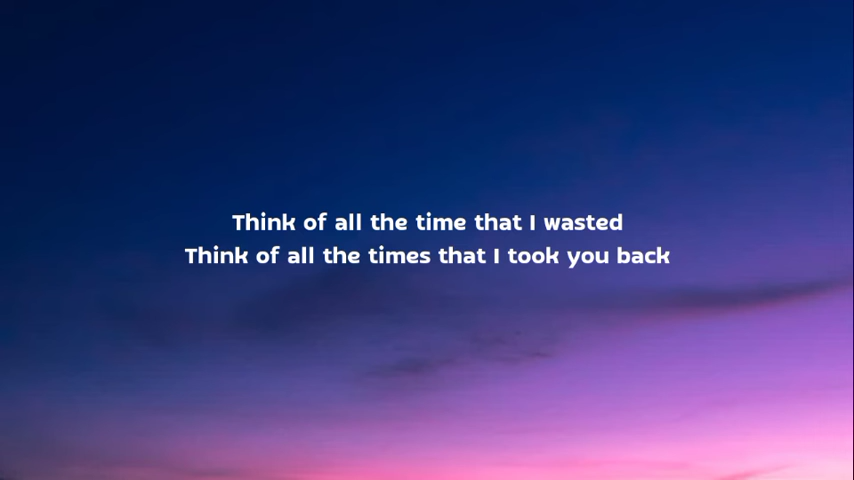 Think of all the time that I wasted
Think of all the times that I took you back